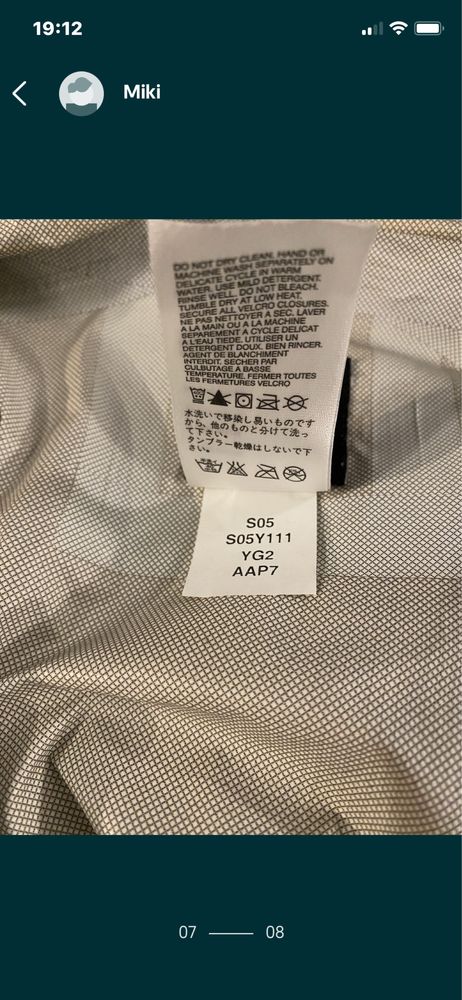 19:12
Miki
DO NOT DRY CLEAN. HAND OR
MACHINE WASH SEPARATELY ON
DELICATE CYCLE IN WARM
WATER. USE MILD DETERGENT.
RINSE WELL. DO NOT BLEACH.
TUMBLE DRY AT LOW HEAT.
SECURE ALL VELCRO CLOSURES.
NE PAS NETTOYER A SEC. LAVER
A LA MAIN OU A LA MACHINE
SEPAREMENT A CYCLE DELICAT
A L'EAU TIEDE. UTILISER UN
DETERGENT DOUX. BIEN RINCER.
AGENT DE BLANCHIMENT
INTERDIT. SECHER PAR
CULBUTAGE A BASSE
TEMPERATURE. FERMER TOUTES
LES FERMETURES VELCRO
水洗いで移染し易いものです
から、他のものと分けて洗っ
て下さい。
タンブラー乾燥はしないで下
さい。
S05
S05Y111
YG2
AAP7
07 08